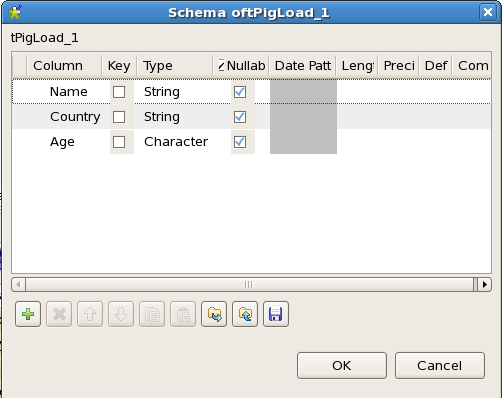 Schema oftPigLoad_1
tPigLoad_1
Column Key Type Nullab Date Patt Lengt Preci Def Com
Name String
Country String
Age Character
OK Cancel